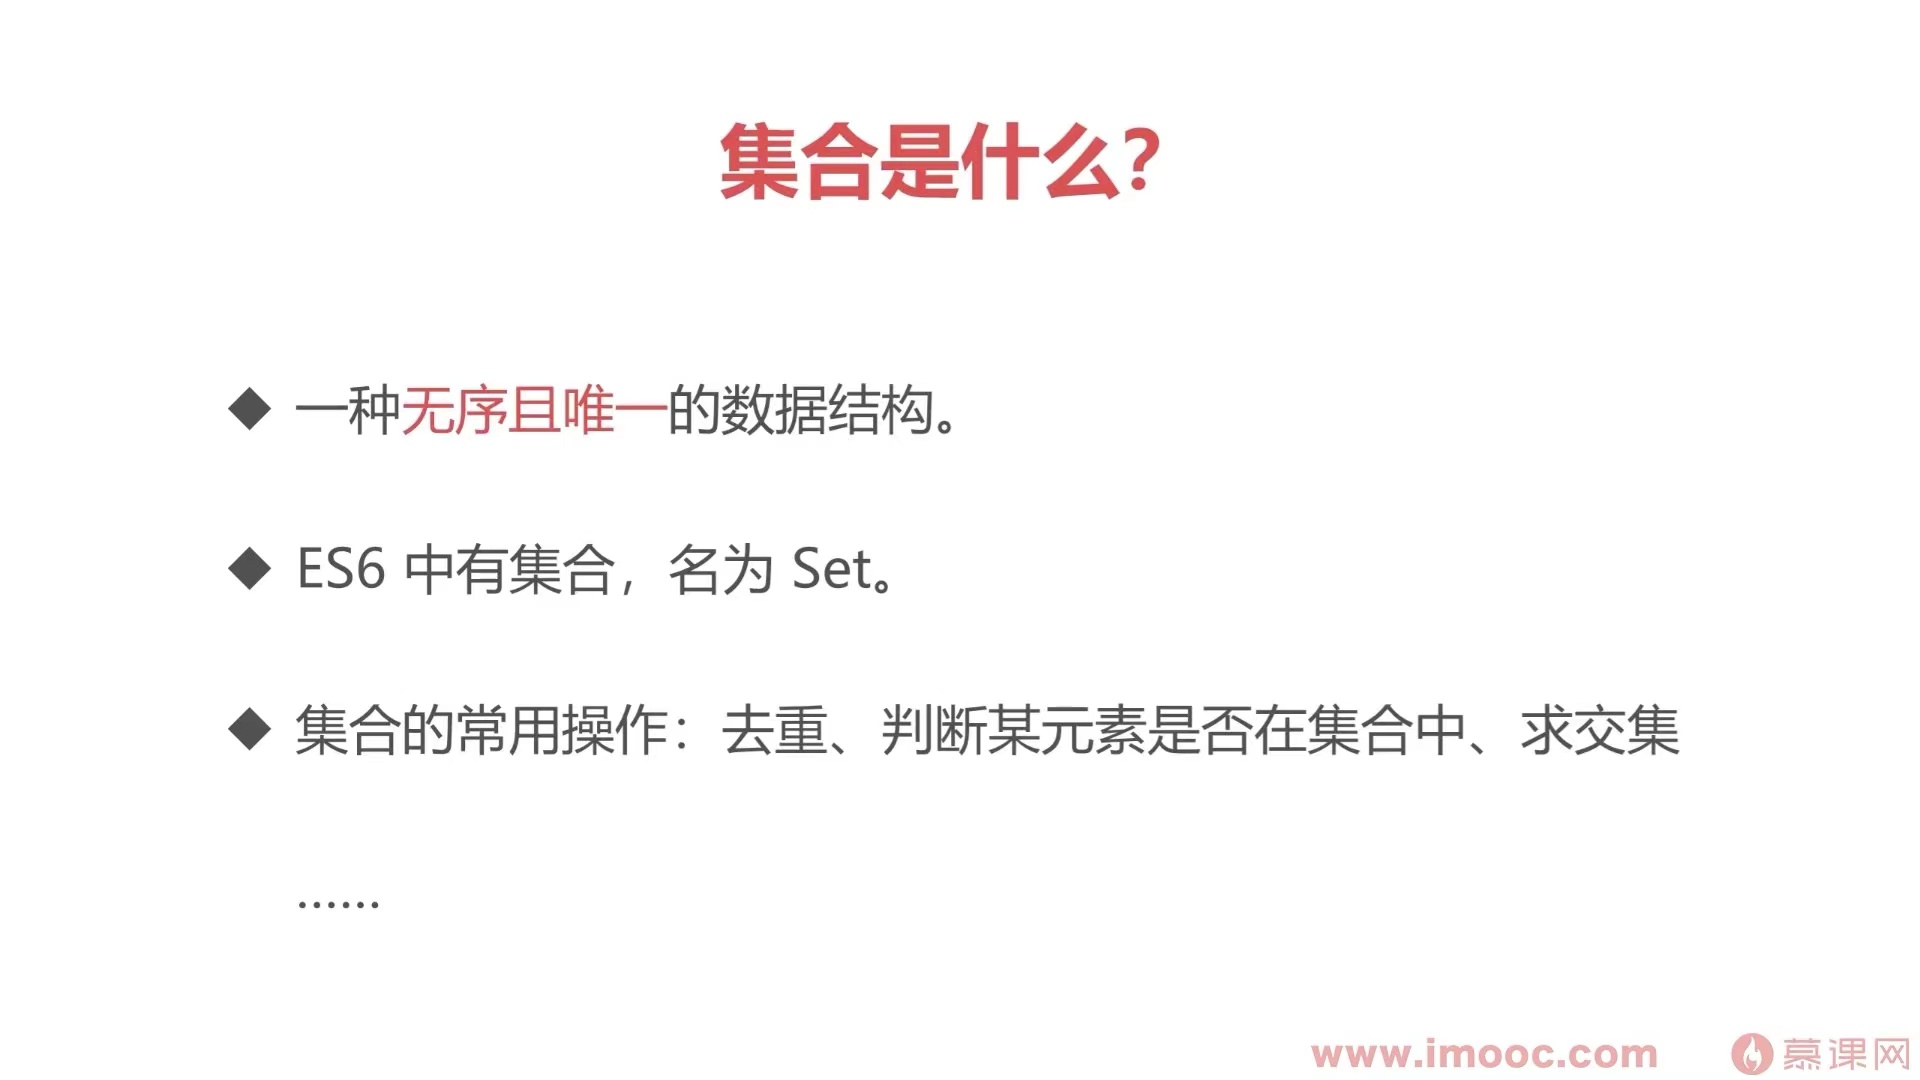 集合是什么?
◆ 一种无序且唯一的数据结构。
◆ ES6 中有集合，名为 Set。
◆ 集合的常用操作：去重、判断某元素是否在集合中、求交集
……
www.imooc.com 慕课网